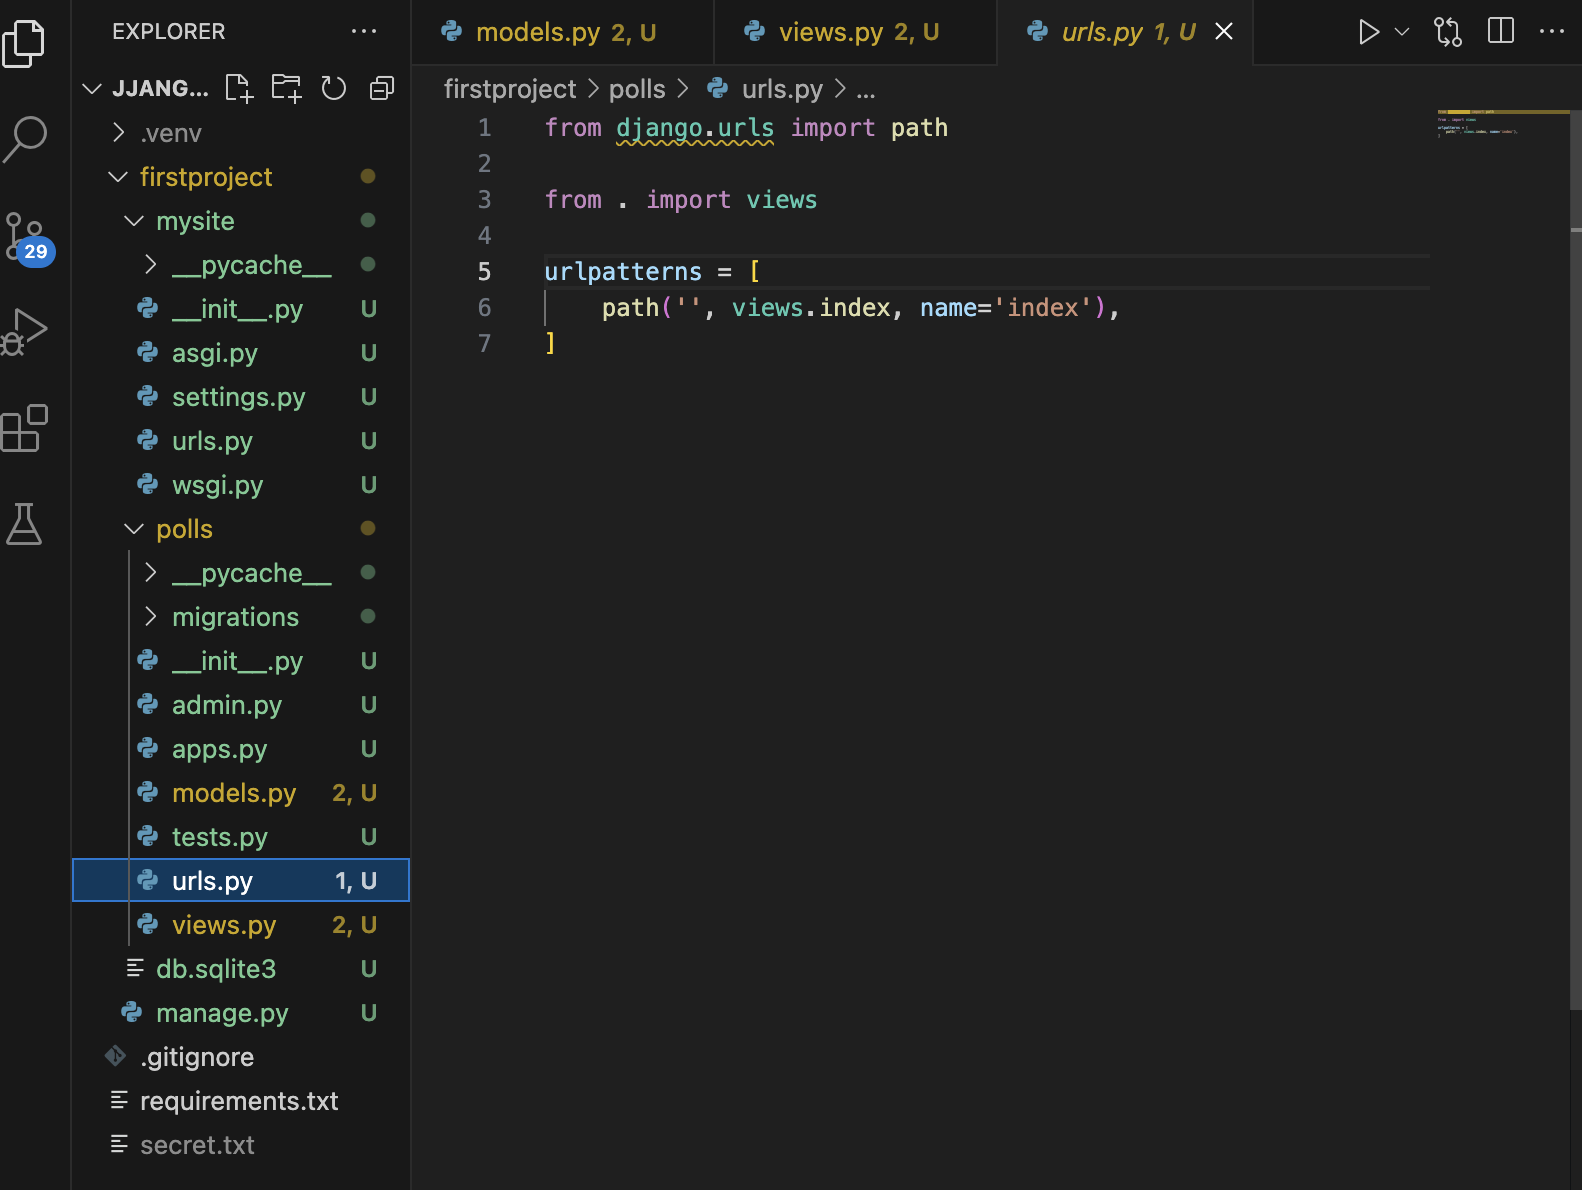 EXPLORER
JJANG...
.venv
firstproject
mysite
__pycache__
__init__.py U
asgi.py U
settings.py U
urls.py U
wsgi.py U
polls
__pycache__
migrations
__init__.py U
admin.py U
apps.py U
models.py 2, U
tests.py U
urls.py 1, U
views.py 2, U
db.sqlite3 U
manage.py U
.gitignore
requirements.txt
secret.txt
29
models.py 2, U
views.py 2, U
urls.py 1, U
firstproject > polls > urls.py > ...
1 from django.urls import path
2
3 from . import views
4
5 urlpatterns = [
6 path('', views.index, name='index'),
7 ]